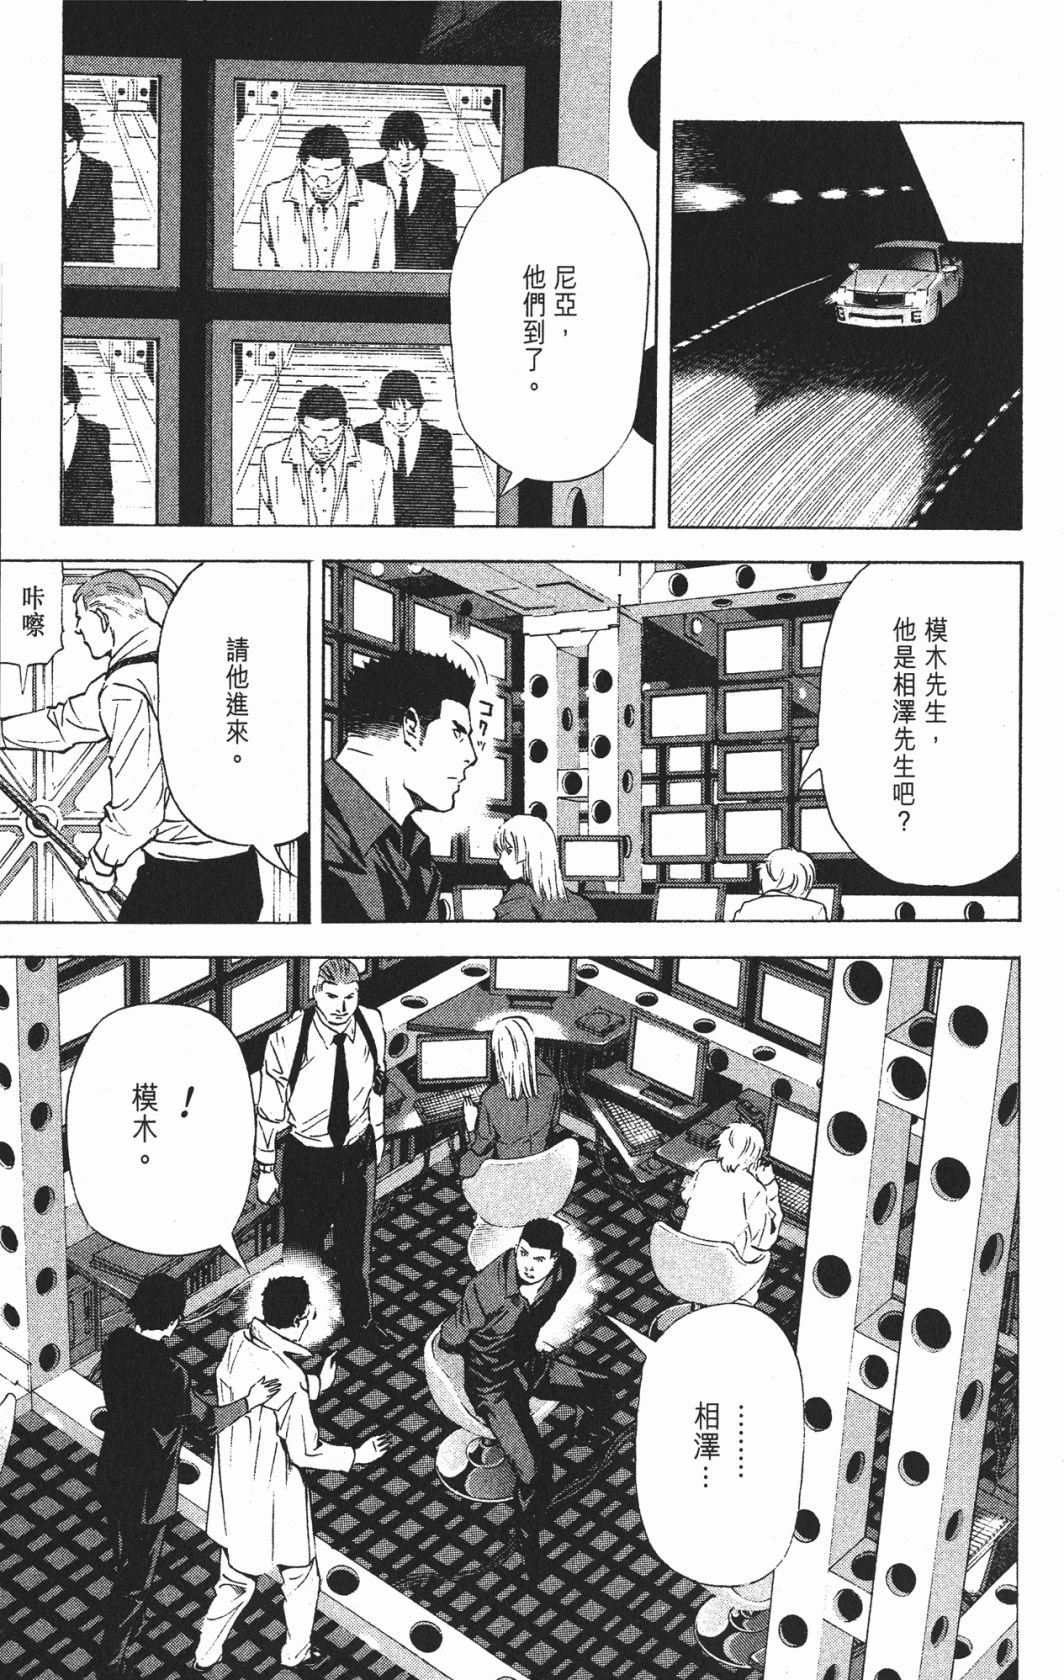 尼亞，
他們到了。
模木先生，
他是相澤先生吧？
コクッ
請他進來。
咔嚓
！
模木。
………
相澤…